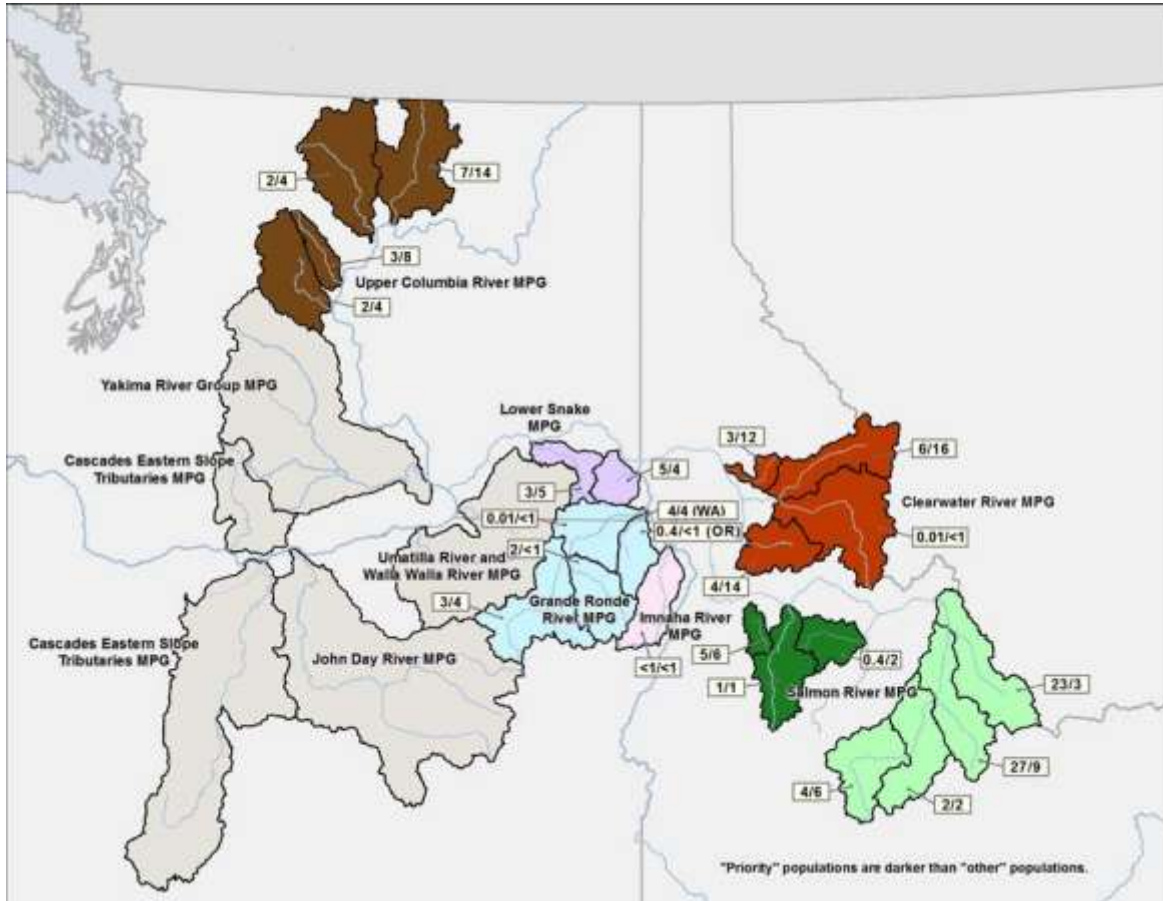 7/14
2/4
3/8
Upper Columbia River MPG
2/4
Yakima River Group MPG
Lower Snake
MPG
3/12
6/16
Cascades Eastern Slope
Tributaries MPG
5/4
3/5
Clearwater River MPG
4/4 (WA)
0.01/<1
0.4/<1 (OR)
0.01/<1
2/<1
Umatilla River and
Walla Walla River MPG
4/14
3/4
Grande Ronde
River MPG
Imnaha River
MPG
Cascades Eastern Slope
Tributaries MPG
John Day River MPG
<1/<1
5/6
0.4/2
1/1
Salmon River MPG
23/3
27/9
4/6
2/2
"Priority" populations are darker than "other" populations.